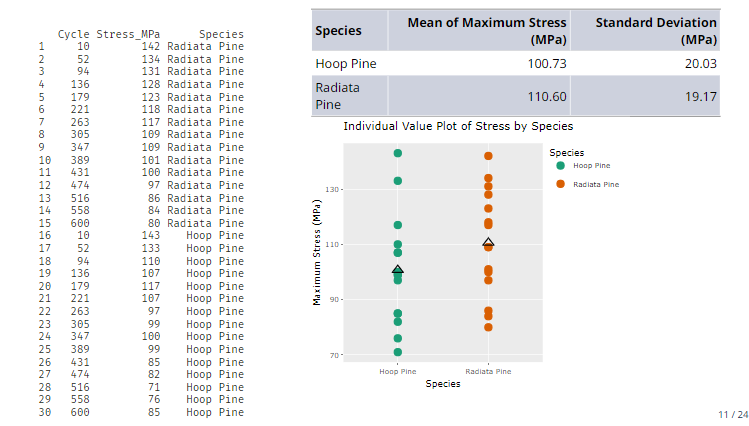 Cycle Stress_MPa Species
1 10 142 Radiata Pine
2 52 134 Radiata Pine
3 94 131 Radiata Pine
4 136 128 Radiata Pine
5 179 123 Radiata Pine
6 221 118 Radiata Pine
7 263 117 Radiata Pine
8 305 109 Radiata Pine
9 347 109 Radiata Pine
10 389 101 Radiata Pine
11 431 100 Radiata Pine
12 474 97 Radiata Pine
13 516 86 Radiata Pine
14 558 84 Radiata Pine
15 600 80 Radiata Pine
16 10 143 Hoop Pine
17 52 133 Hoop Pine
18 94 110 Hoop Pine
19 136 107 Hoop Pine
20 179 117 Hoop Pine
21 221 107 Hoop Pine
22 263 97 Hoop Pine
23 305 99 Hoop Pine
24 347 100 Hoop Pine
25 389 99 Hoop Pine
26 431 85 Hoop Pine
27 474 82 Hoop Pine
28 516 71 Hoop Pine
29 558 76 Hoop Pine
30 600 85 Hoop Pine
Species
Mean of Maximum Stress
(MPa)
Standard Deviation
(MPa)
Hoop Pine 100.73 20.03
Radiata
Pine
110.60 19.17
Individual Value Plot of Stress by Species
Maximum Stress (MPa)
130
110
90
70
Hoop Pine Radiata Pine
Species
Species
Hoop Pine
Radiata Pine
11 / 24